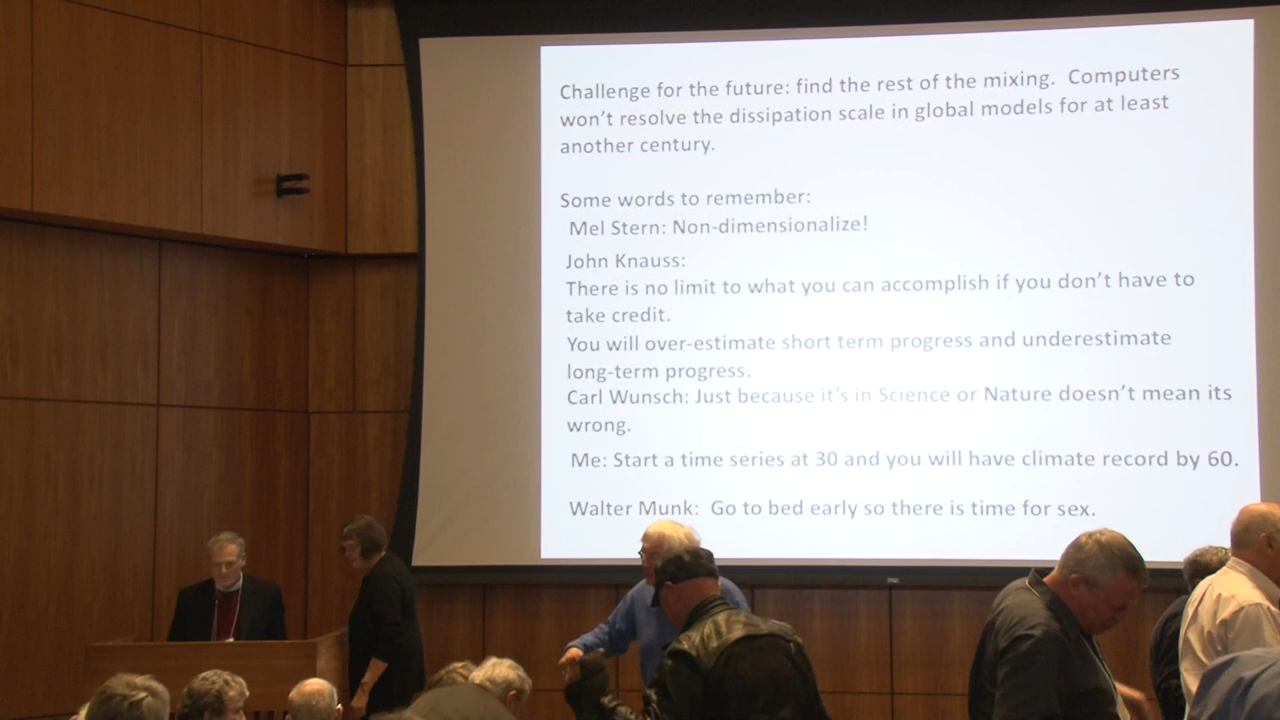 Challenge for the future: find the rest of the mixing. Computers
won't resolve the dissipation scale in global models for at least
another century.
Some words to remember:
Mel Stern: Non-dimensionalize!
John Knauss:
There is no limit to what you can accomplish if you don't have to
take credit.
You will over-estimate short term progress and underestimate
long-term progress.
Carl Wunsch: Just because it's in Science or Nature doesn't mean its
wrong.
Me: Start a time series at 30 and you will have climate record by 60.
Walter Munk: Go to bed early so there is time for sex.